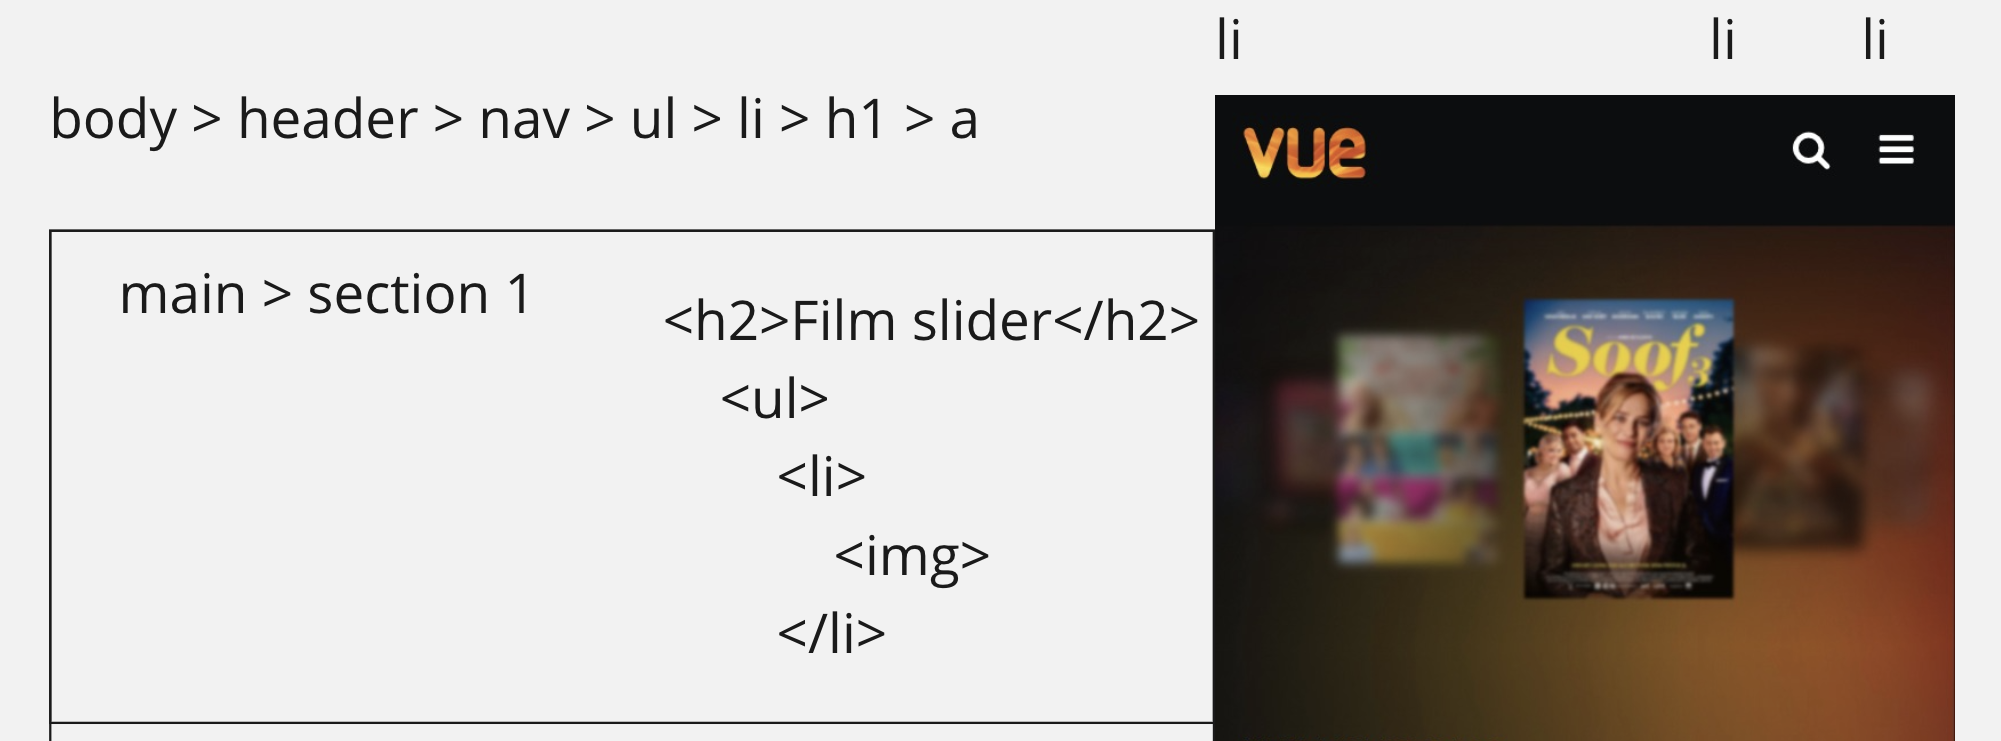 li li li
body > header > nav > ul > li > h1 > a
vue
main > section 1
<h2>Film slider</h2>
<ul>
<li>
<img>
</li>
Soof 3